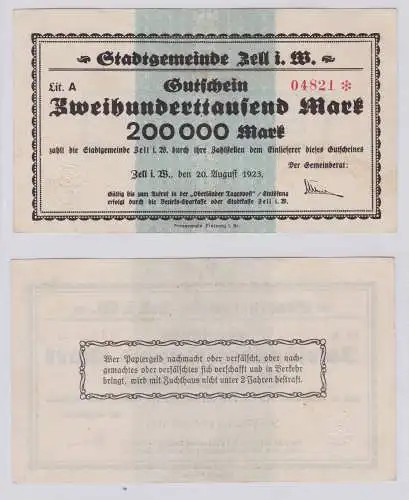 Stadtgemeinde Zell i. W.
Lit. A
Gutschein
04821 *
Zweihunderttausend Mark
200000 Mark
zahlt die Stadtgemeinde Zell i. W. durch ihre Zahlstellen dem Einlieferer dieses Gutscheines
Der Gemeinderat:
Zell i. W., den 20. August 1923.
Gültig bis zum Aufruf in der „Oberländer Tagespost“ / Einlösung
erfolgt durch die Bezirks-Sparkasse oder Stadtkasse Zell i. W.
Freiburg i. Br.
Wer Papiergeld nachmacht oder verfälscht, oder nach-
gemachtes oder verfälschtes sich verschafft und in Verkehr
bringt, wird mit Zuchthaus nicht unter 2 Jahren bestraft.